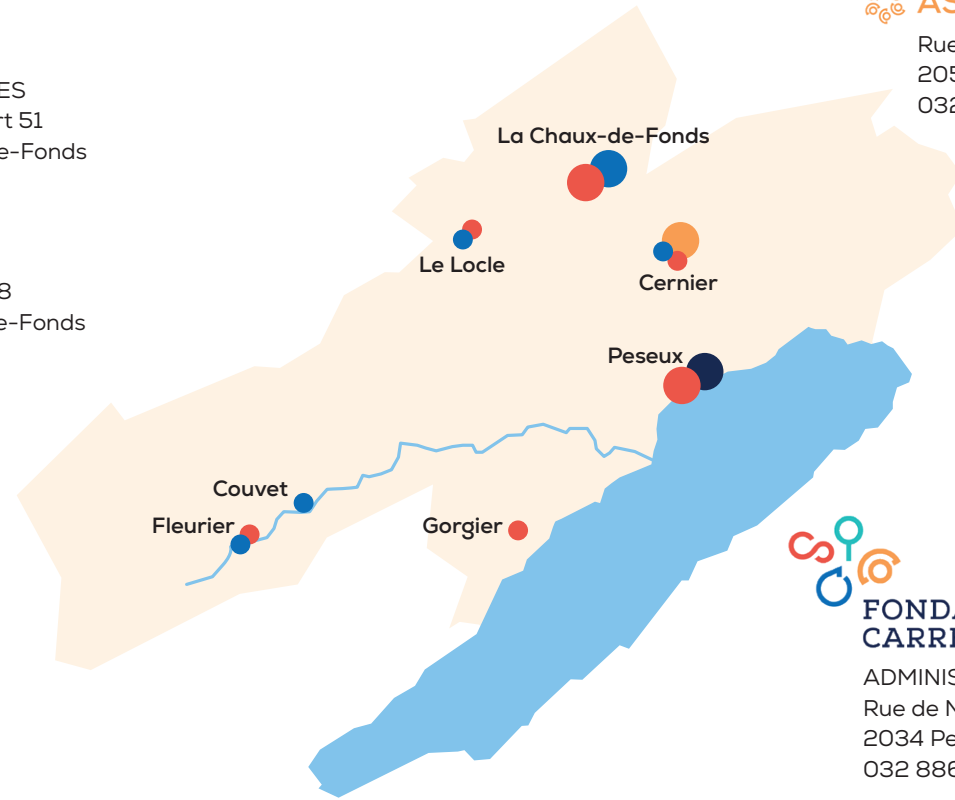 ES
rt 51
e-Fonds
8
e-Fonds
AS
Rue
205
032
La Chaux-de-Fonds
Le Locle
Cernier
Peseux
Couvet
Fleurier
Gorgier
FONDA
CARRE
ADMINIS
Rue de N
2034 Pe
032 886